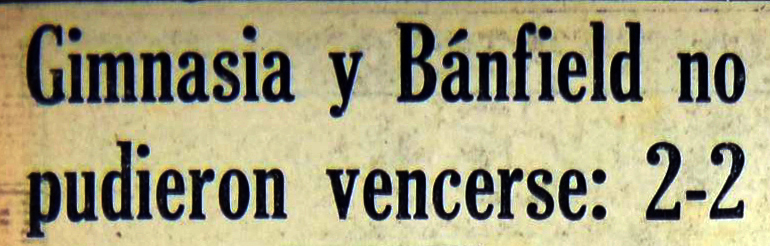 Gimnasia y Bánfield no
pudieron vencerse: 2-2